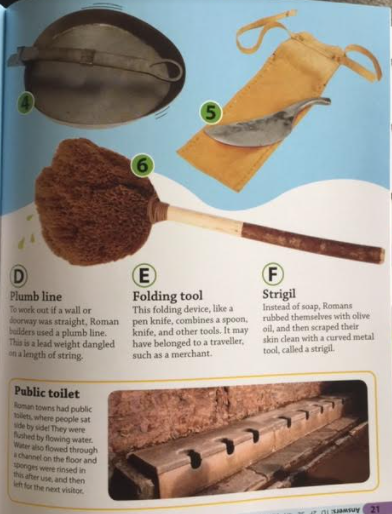 4
5
6
D
Plumb line
To work out if a wall or
doorway was straight, Roman
builders used a plumb line.
This is a lead weight dangled
on a length of string.
E
Folding tool
This folding device, like a
pen knife, combines a spoon,
knife, and other tools. It may
have belonged to a traveller,
such as a merchant.
F
Strigil
Instead of soap, Romans
rubbed themselves with olive
oil, and then scraped their
skin clean with a curved metal
tool, called a strigil.
Public toilet
Roman towns had public
toilets, where people sat
side by side! They were
flushed by flowing water.
Water also flowed through
a channel on the floor and
sponges were rinsed in
this after use, and then
left for the next visitor.
Answers:
21